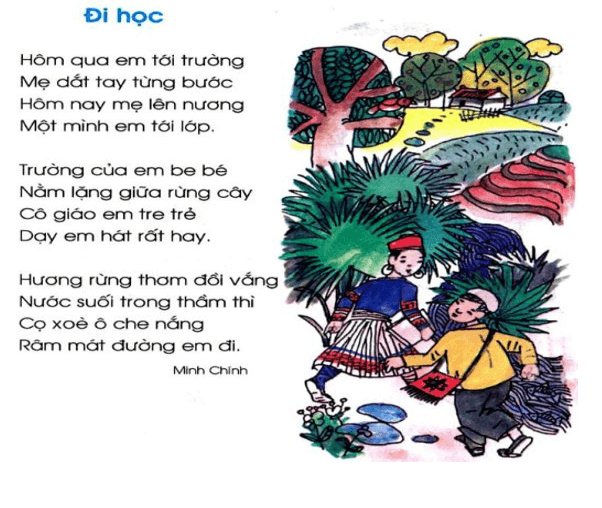 Đi học
Hôm qua em tới trường
Mẹ dắt tay từng bước
Hôm nay mẹ lên nương
Một mình em tới lớp.
Trường của em be bé
Nằm lặng giữa rừng cây
Cô giáo em tre trẻ
Dạy em hát rất hay.
Hương rừng thơm đồi vắng
Nước suối trong thầm thì
Cọ xoè ô che nắng
Râm mát đường em đi.
Minh Chính